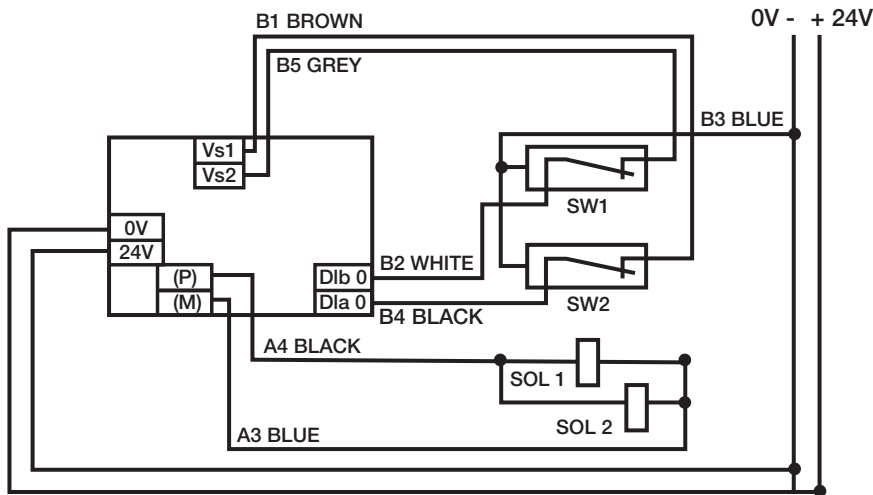 0V - + 24V
B1 BROWN
B5 GREY
B3 BLUE
Vs1
Vs2
SW1
0V
24V
(P)
(M)
DIb 0
DIa 0
B2 WHITE
B4 BLACK
SW2
A4 BLACK
SOL 1
SOL 2
A3 BLUE